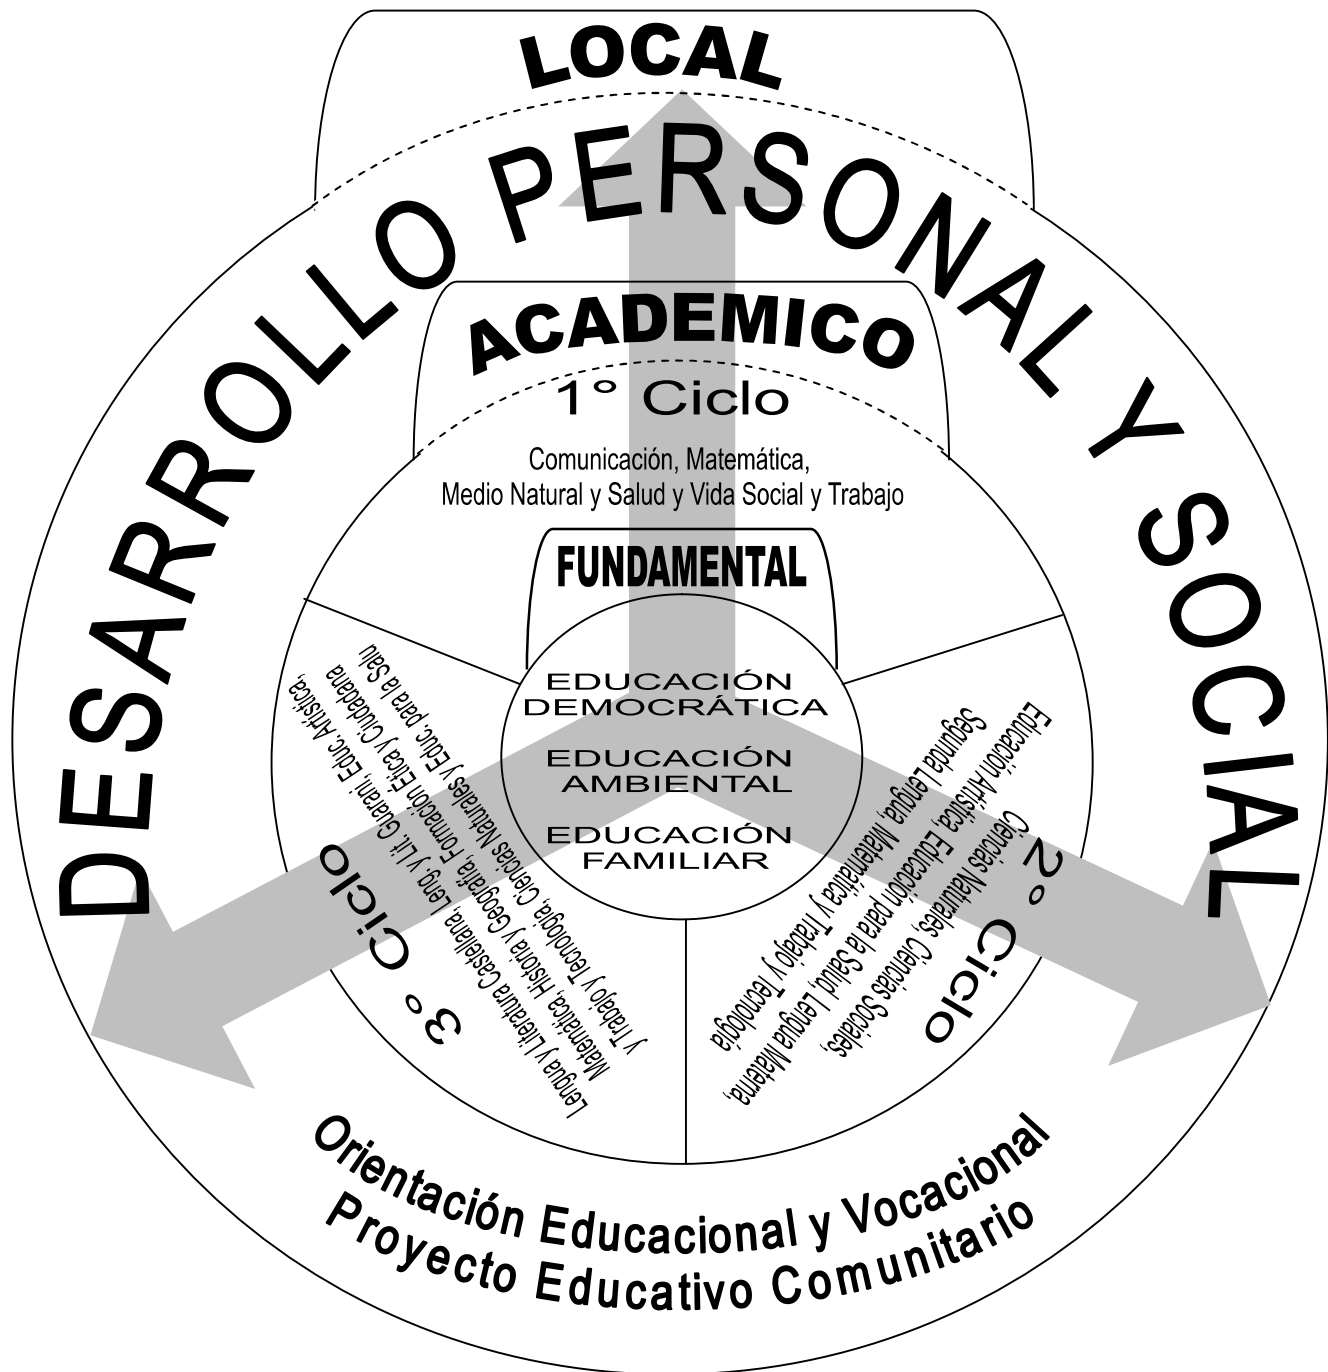 LOCAL
DESARROLLO PERSONAL Y SOCIAL
ACADEMICO
1º Ciclo
Comunicación, Matemática,
Medio Natural y Salud y Vida Social y Trabajo
FUNDAMENTAL
EDUCACIÓN
DEMOCRÁTICA
EDUCACIÓN
AMBIENTAL
EDUCACIÓN
FAMILIAR
2º Ciclo
Ciencias Naturales, Ciencias Sociales,
Educación Artística, Educación para la Salud, Lengua Materna,
Segunda Lengua, Matemática y Trabajo y Tecnología
3º Ciclo
Lengua y Literatura Castellana, Leng. y Lit. Guaraní, Educ. Artística,
Matemática, Historia y Geografía, Formación Ética y Ciudadana
y Trabajo y Tecnología, Ciencias Naturales y Educ. para la Salu
Orientación Educacional y Vocacional
Proyecto Educativo Comunitario